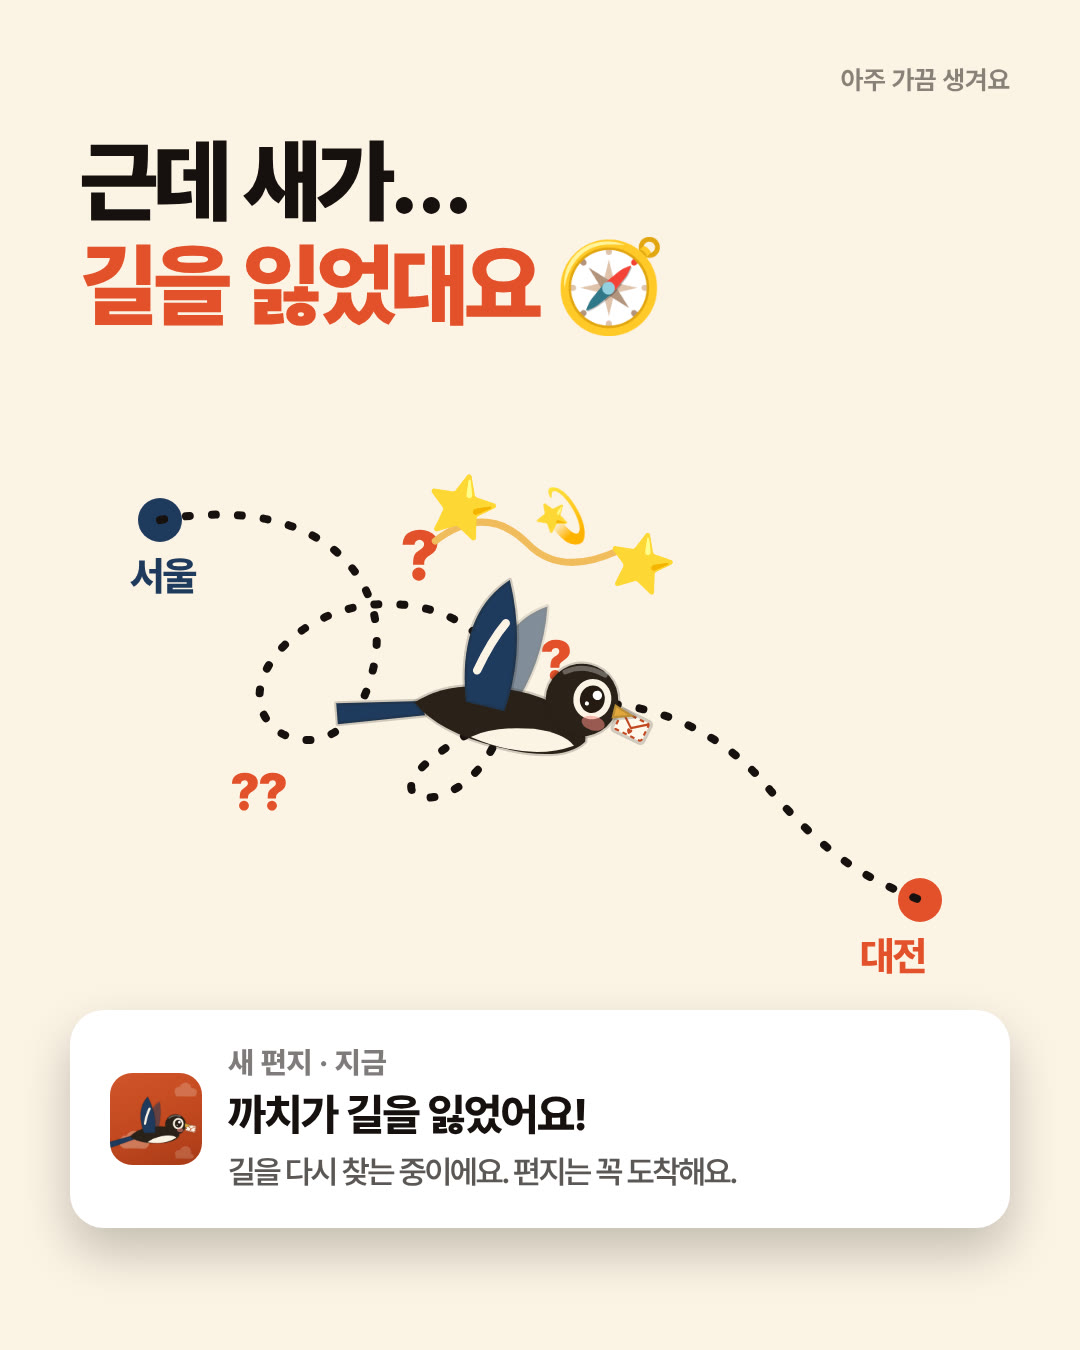 아주 가끔 생겨요
근데 새가...
길을 잃었대요
서울
?
?
??
대전
새 편지 · 지금
까치가 길을 잃었어요!
길을 다시 찾는 중이에요. 편지는 꼭 도착해요.